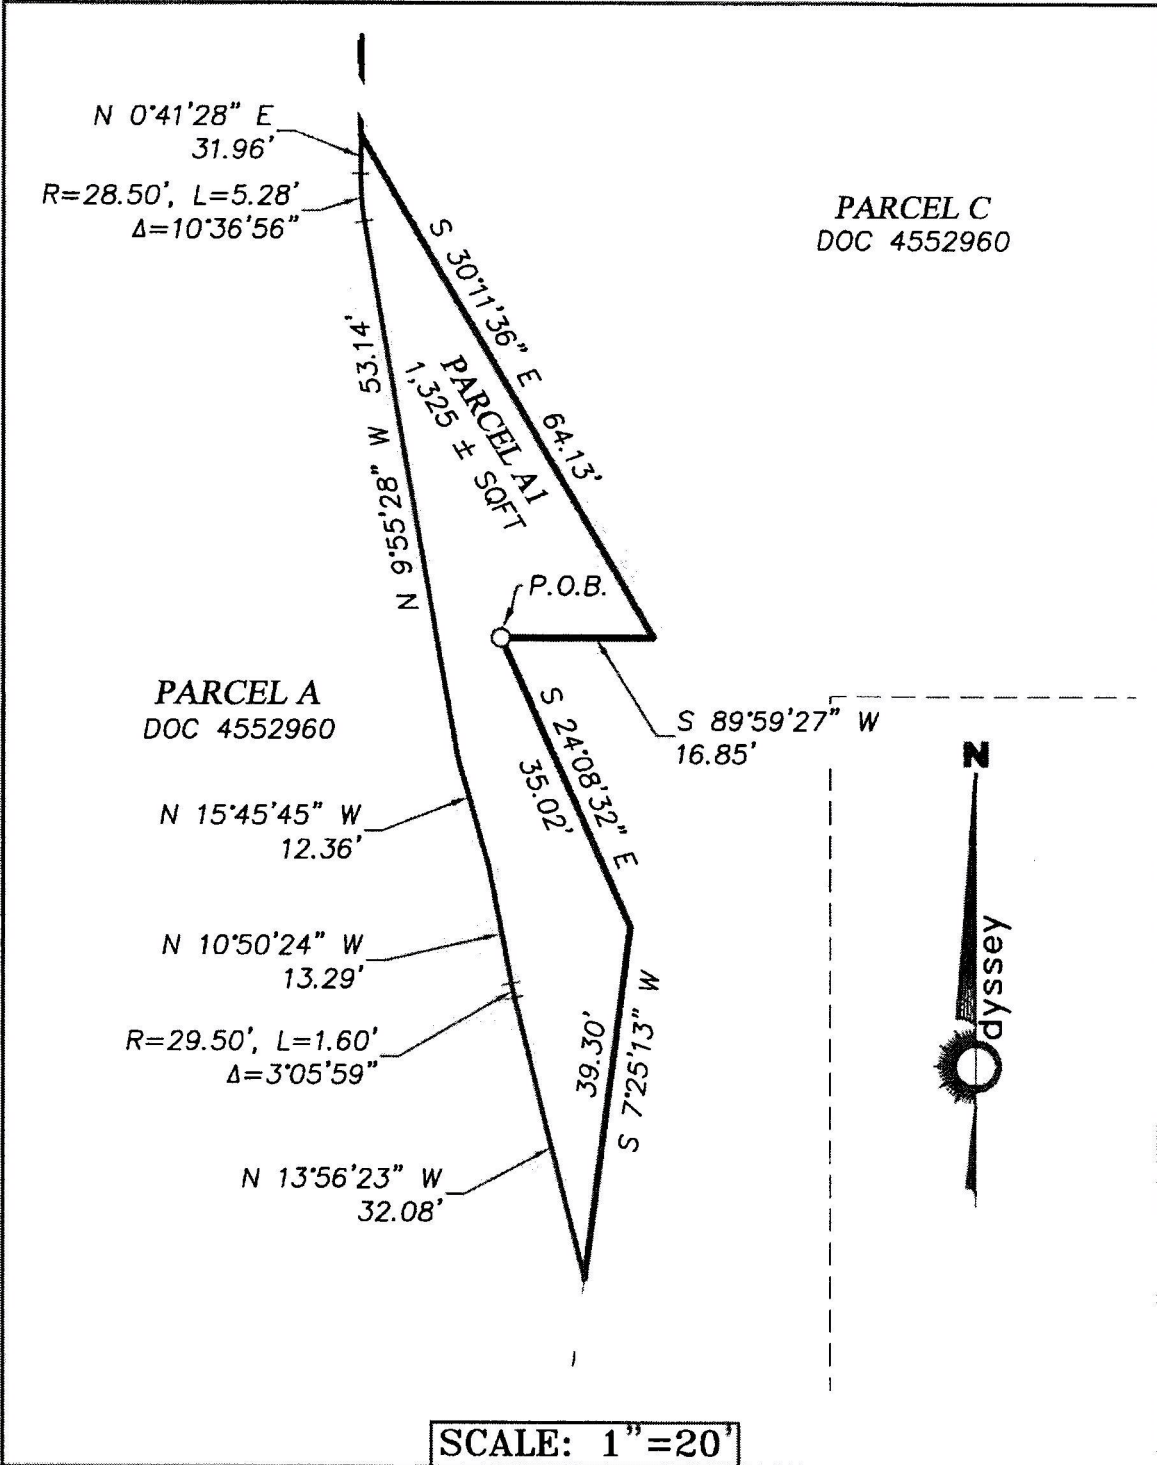 N 0°41'28" E
31.96'
R=28.50', L=5.28'
Δ=10°36'56"
PARCEL C
DOC 4552960
S 30°11'36" E 64.13'
N 9°55'28" W 53.14'
PARCEL A1
1,325 ± SQFT
P.O.B.
PARCEL A
DOC 4552960
S 89°59'27" W
16.85'
S 24°08'32" E
35.02'
N
N 15°45'45" W
12.36'
N 10°50'24" W
13.29'
dyssey
R=29.50', L=1.60'
Δ=3°05'59"
39.30'
S 7°25'13" W
N 13°56'23" W
32.08'
SCALE: 1"=20'